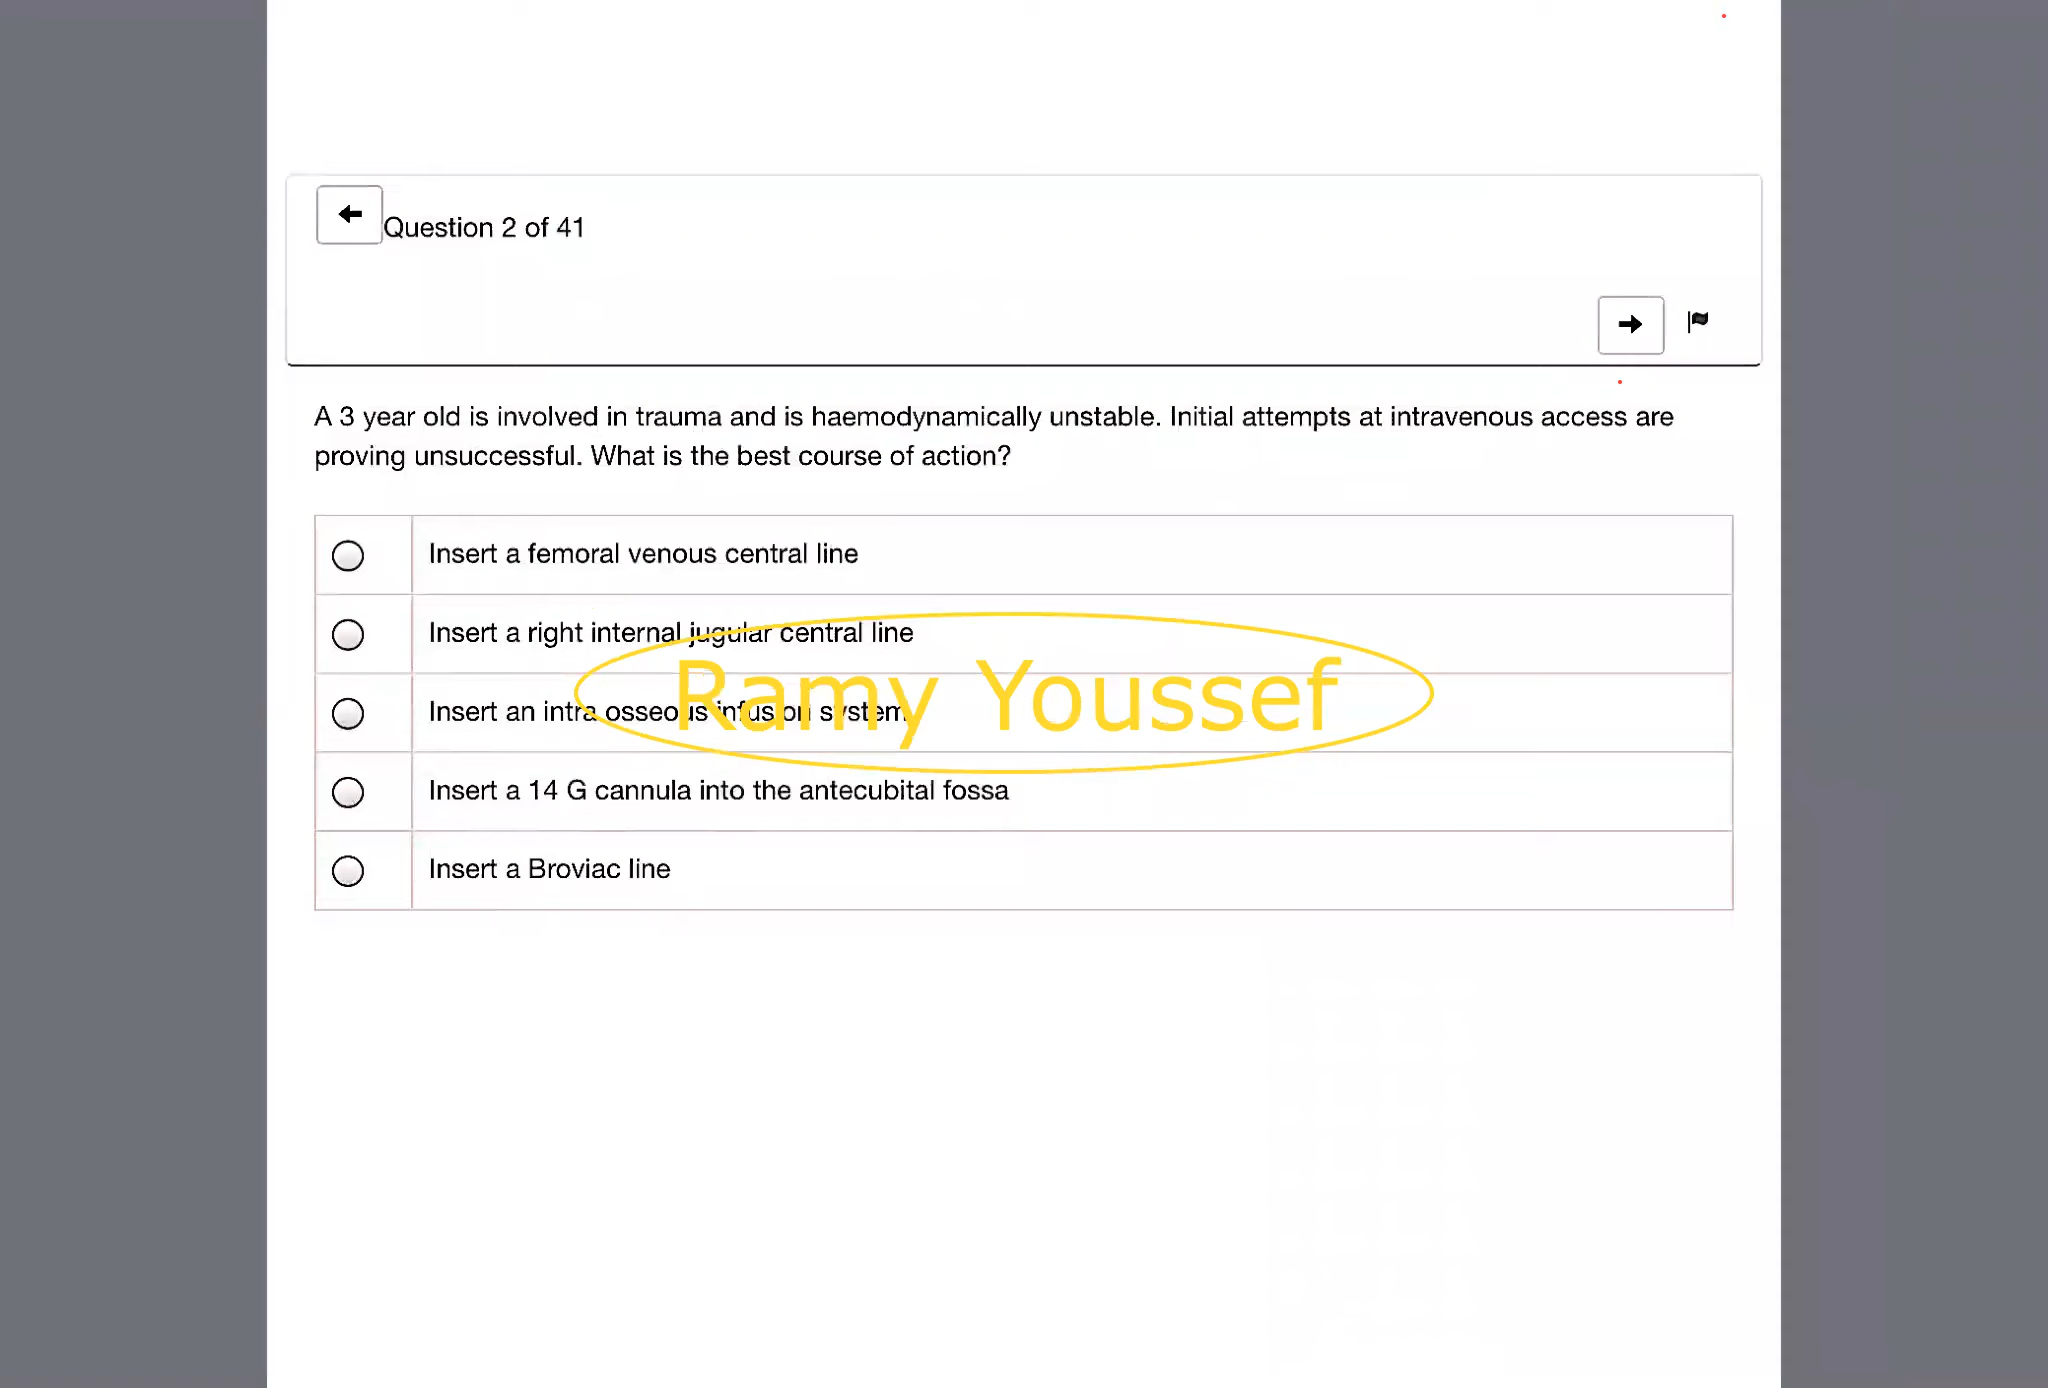 Question 2 of 41
A 3 year old is involved in trauma and is haemodynamically unstable. Initial attempts at intravenous access are
proving unsuccessful. What is the best course of action?
Insert a femoral venous central line
Insert a right internal jugular central line
Insert an intra osseous infusion system
Ramy Youssef
Insert a 14 G cannula into the antecubital fossa
Insert a Broviac line